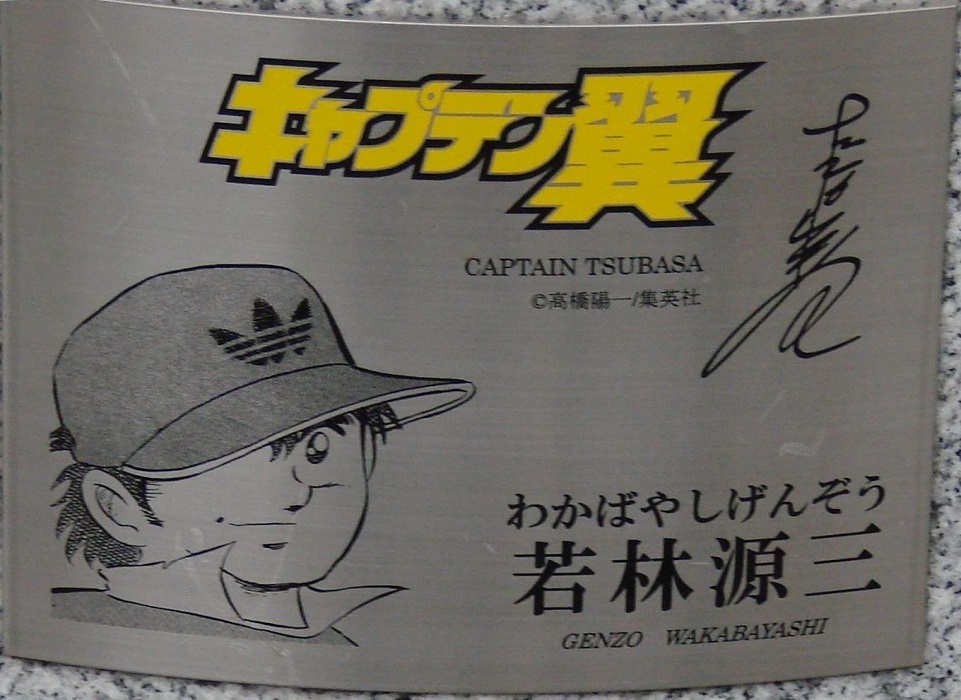 キャプテン翼
CAPTAIN TSUBASA
©高橋陽一/集英社
わかばやしげんぞう
若林源三
GENZO WAKABAYASHI